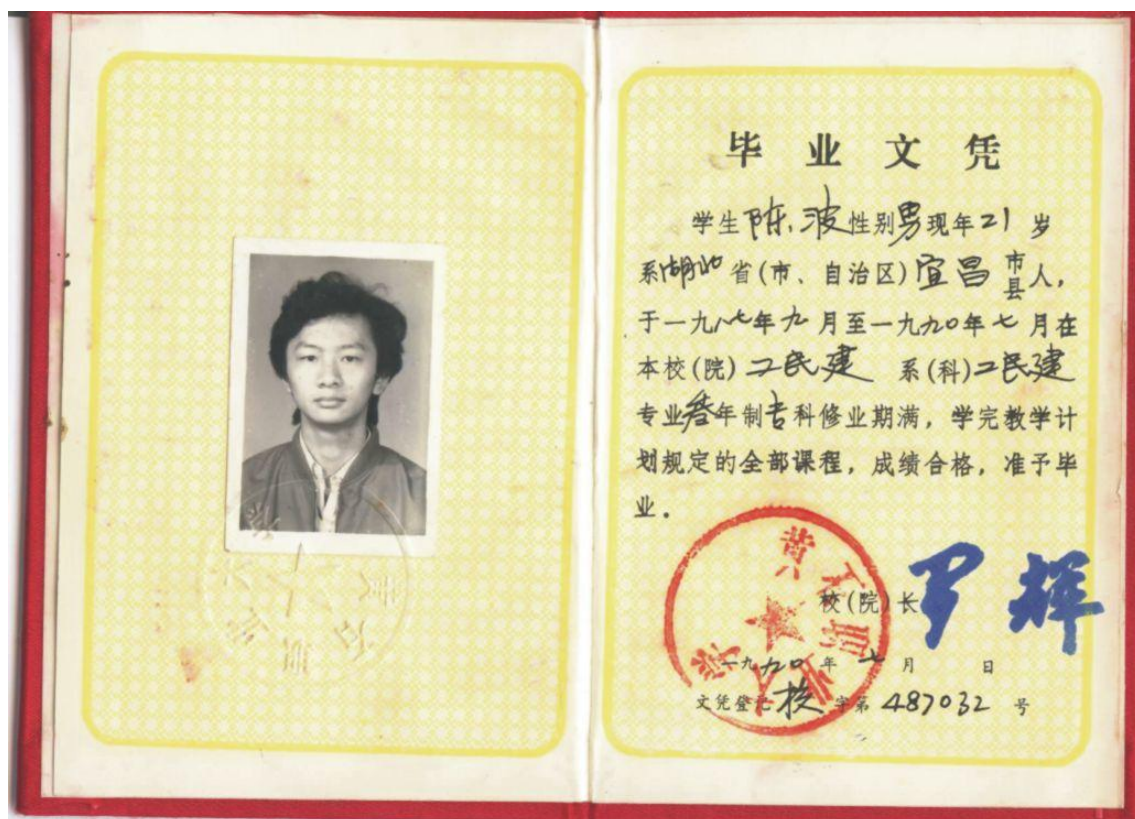 毕业文凭
学生陈波性别男现年21岁
系湖北省(市、自治区)宜昌市县人,
于一九八七年九月至一九九〇年七月在
本校(院)工民建 系(科)工民建
专业叁年制专科修业期满,学完教学计
划规定的全部课程,成绩合格,准予毕
业.
黄石职业大学
校(院)长 罗辉
一九九〇年七月 日
文凭登记校字第487032号